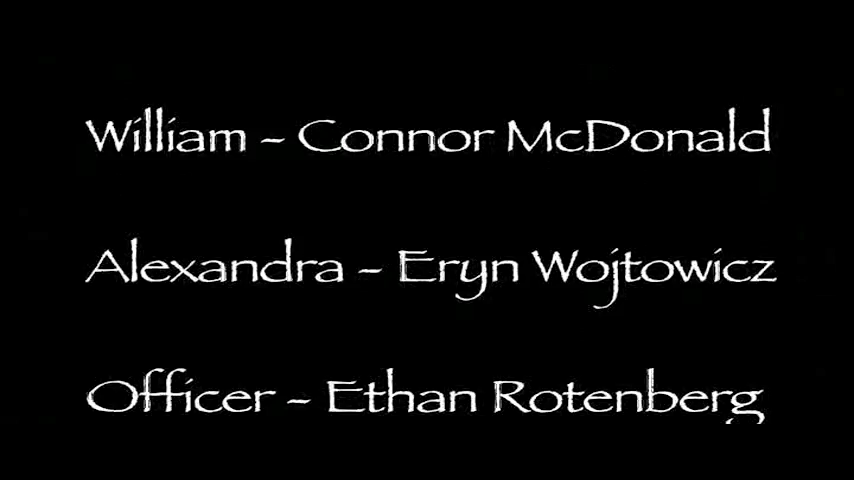 William - Connor McDonald
Alexandra - Eryn Wojtowicz
Officer - Ethan Rotenberg